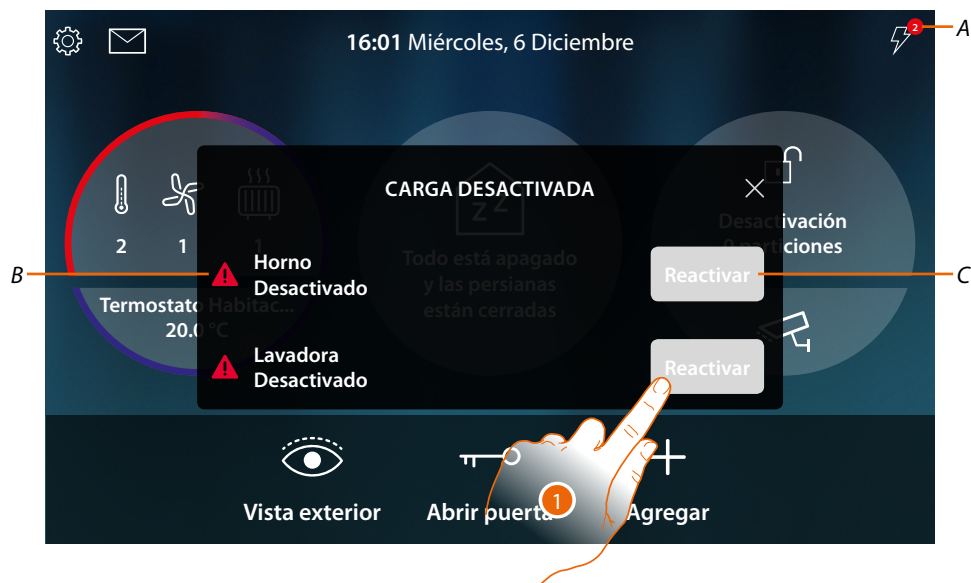 16:01 Miércoles, 6 Diciembre
2
A
CARGA DESACTIVADA
Desactivación
0 particiones
2
1
1
Todo está apagado
y las persianas
están cerradas
B
Horno
Desactivado
Reactivar
C
Termostato Habitac...
20.0 °C
Lavadora
Desactivado
Reactivar
Vista exterior
Abrir puerta
1
Agregar